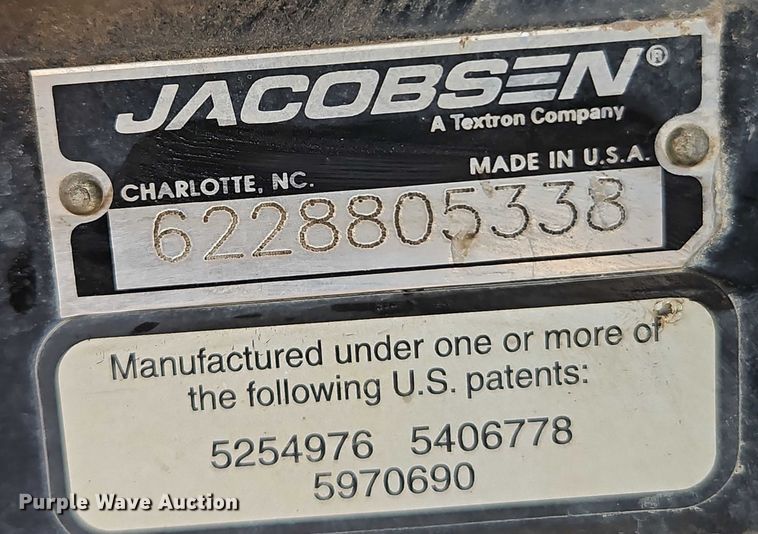 JACOBSEN®
A Textron Company
CHARLOTTE, NC. MADE IN U.S.A.
6228805338
Manufactured under one or more of
the following U.S. patents:
5254976 5406778
5970690
Purple Wave Auction